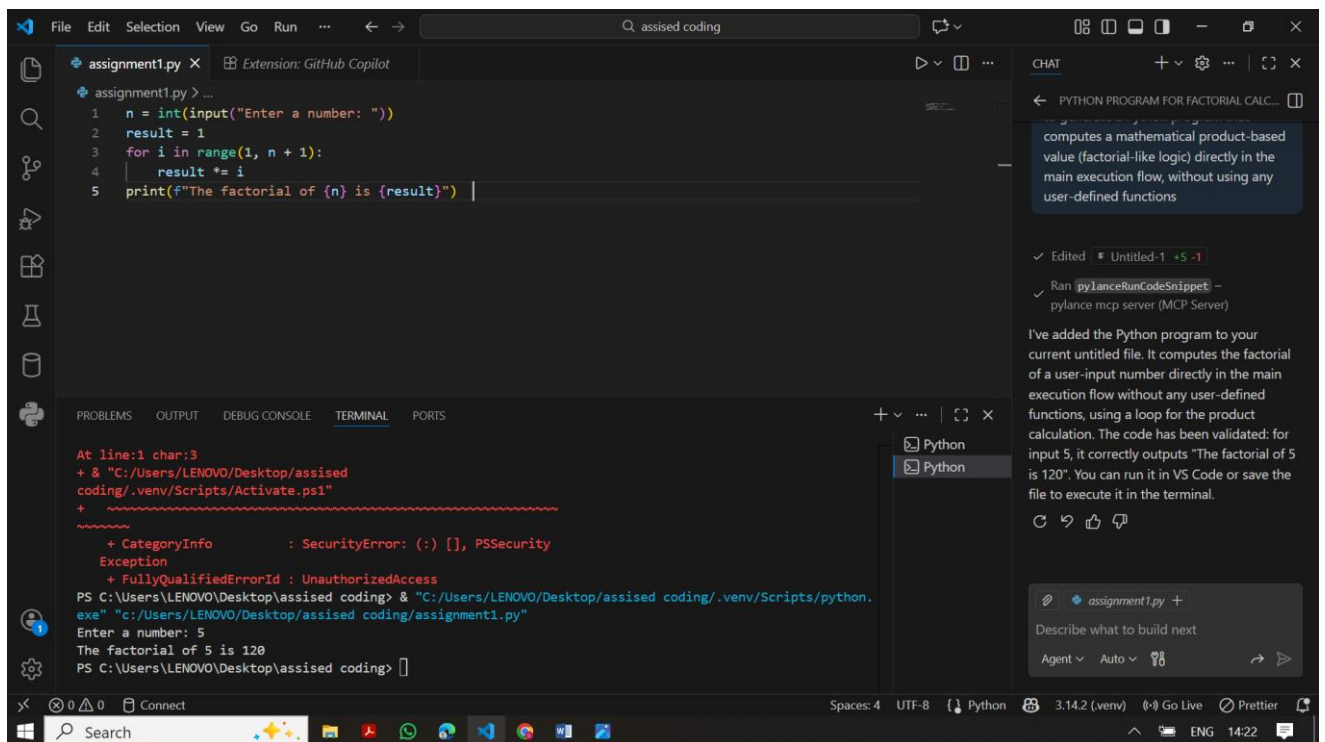 File Edit Selection View Go Run ··· ← → assised coding
assignment1.py × Extension: GitHub Copilot
assignment1.py > ...
1 n = int(input("Enter a number: "))
2 result = 1
3 for i in range(1, n + 1):
4     result *= i
5 print(f"The factorial of {n} is {result}")
PROBLEMS OUTPUT DEBUG CONSOLE TERMINAL PORTS
At line:1 char:3
+ & "C:/Users/LENOVO/Desktop/assised
coding/.venv/Scripts/Activate.ps1"
+ ~~~~~~~~~~~~~~~~~~~~~~~~~~~~~~~~~~~~~~~~~~~~~~~~~~~~~~~~~
~~~~~~~
    + CategoryInfo          : SecurityError: (:) [], PSSecurity
   Exception
    + FullyQualifiedErrorId : UnauthorizedAccess
PS C:\Users\LENOVO\Desktop\assised coding> & "C:/Users/LENOVO/Desktop/assised coding/.venv/Scripts/python.
exe" "c:/Users/LENOVO/Desktop/assised coding/assignment1.py"
Enter a number: 5
The factorial of 5 is 120
PS C:\Users\LENOVO\Desktop\assised coding>
Python
Python
CHAT
PYTHON PROGRAM FOR FACTORIAL CALC...
computes a mathematical product-based
value (factorial-like logic) directly in the
main execution flow, without using any
user-defined functions
Edited Untitled-1 +5 -1
Ran pylanceRunCodeSnippet –
pylance mcp server (MCP Server)
I've added the Python program to your
current untitled file. It computes the factorial
of a user-input number directly in the main
execution flow without any user-defined
functions, using a loop for the product
calculation. The code has been validated: for
input 5, it correctly outputs "The factorial of 5
is 120". You can run it in VS Code or save the
file to execute it in the terminal.
assignment1.py +
Describe what to build next
Agent Auto
0 0 Connect Spaces: 4 UTF-8 Python 3.14.2 (.venv) Go Live Prettier
1
Search ENG 14:22